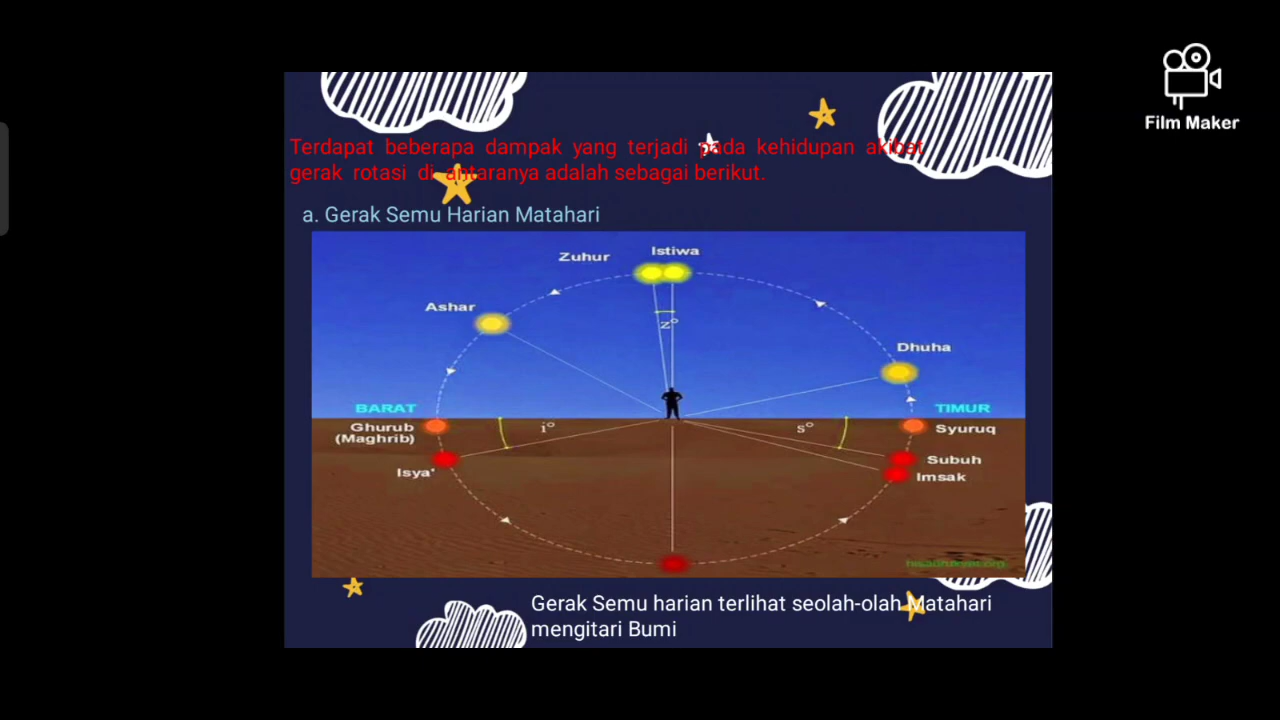 Film Maker
Terdapat beberapa dampak yang terjadi pada kehidupan akibat
gerak rotasi di antaranya adalah sebagai berikut.
a. Gerak Semu Harian Matahari
Istiwa
Zuhur
Ashar
z°
Dhuha
BARAT
TIMUR
Ghurub
(Maghrib)
i°
s°
Syuruq
Isya'
Subuh
Imsak
Gerak Semu harian terlihat seolah-olah Matahari
mengitari Bumi